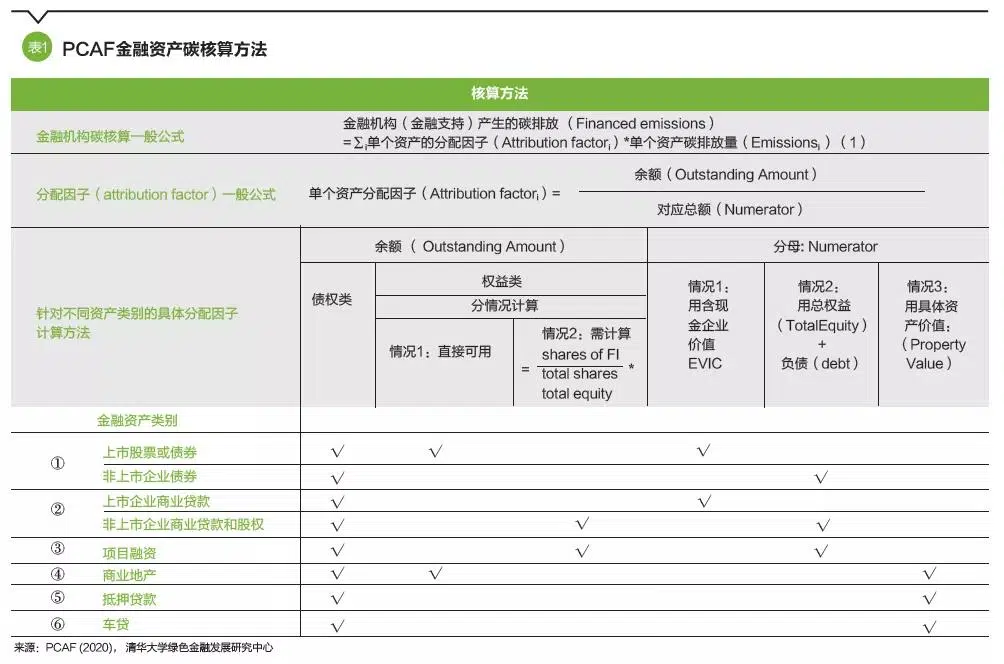 表1
PCAF金融资产碳核算方法
核算方法
金融机构碳核算一般公式
金融机构（金融支持）产生的碳排放 （Financed emissions）
=∑i单个资产的分配因子（Attribution factori）*单个资产碳排放量（Emissionsi）(1)
分配因子（attribution factor）一般公式
单个资产分配因子（Attribution factori）=
余额（Outstanding Amount）
对应总额（Numerator）
针对不同资产类别的具体分配因子
计算方法
余额（ Outstanding Amount）
分母: Numerator
债权类
权益类
分情况计算
情况1：直接可用
情况2：需计算
= shares of FI *
total shares
total equity
情况1：
用含现
金企业
价值
EVIC
情况2：
用总权益
（TotalEquity）
+
负债（debt）
情况3：
用具体资
产价值：
（Property
Value）
金融资产类别
① 上市股票或债券 √ √ √
非上市企业债券 √ √
② 上市企业商业贷款 √ √
非上市企业商业贷款和股权 √ √ √
③ 项目融资 √ √ √
④ 商业地产 √ √ √
⑤ 抵押贷款 √ √
⑥ 车贷 √ √
来源：PCAF (2020)， 清华大学绿色金融发展研究中心